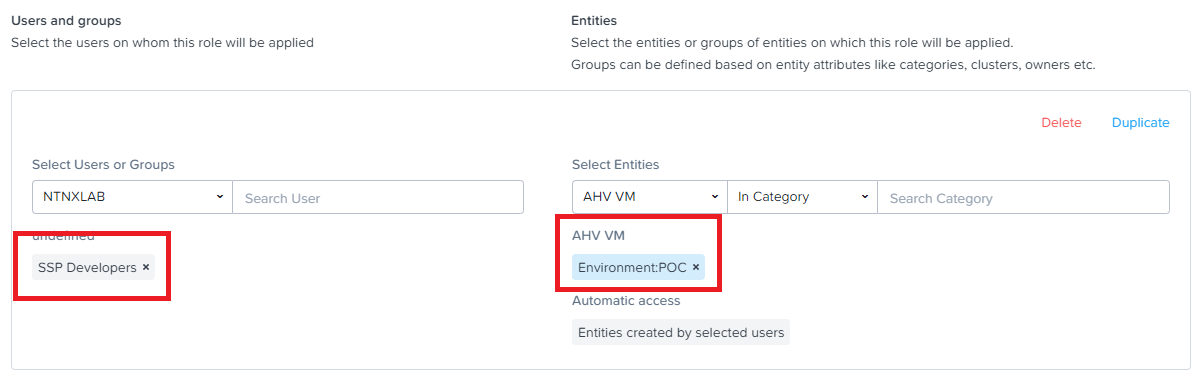 Users and groups
Select the users on whom this role will be applied
Entities
Select the entities or groups of entities on which this role will be applied.
Groups can be defined based on entity attributes like categories, clusters, owners etc.
Delete Duplicate
Select Users or Groups
NTNXLAB Search User
undefined
SSP Developers ×
Select Entities
AHV VM In Category Search Category
AHV VM
Environment:POC ×
Automatic access
Entities created by selected users